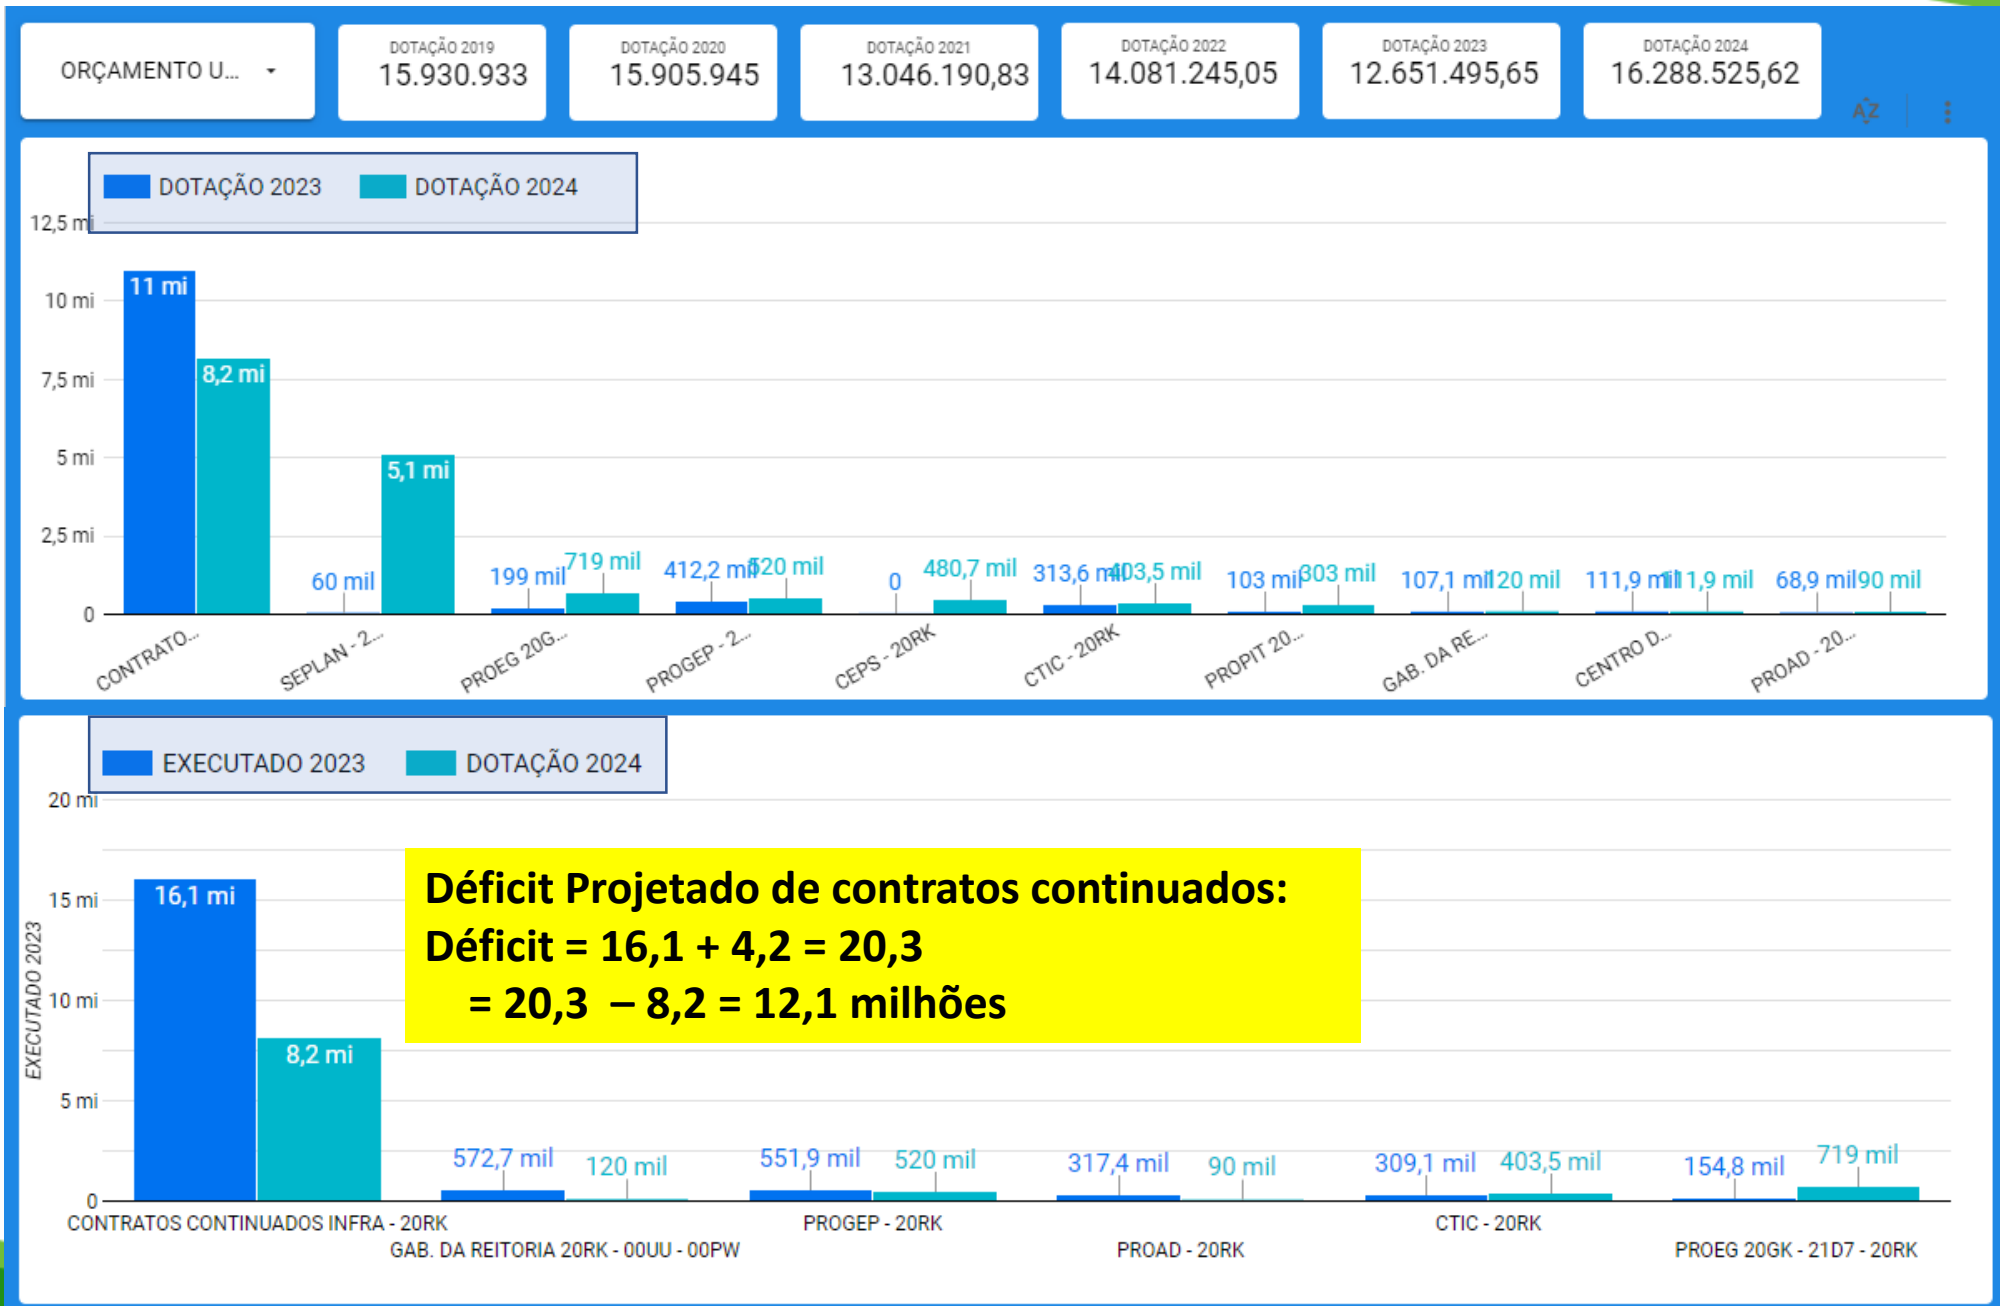 ORÇAMENTO U...
DOTAÇÃO 2019
15.930.933
DOTAÇÃO 2020
15.905.945
DOTAÇÃO 2021
13.046.190,83
DOTAÇÃO 2022
14.081.245,05
DOTAÇÃO 2023
12.651.495,65
DOTAÇÃO 2024
16.288.525,62
AZ
DOTAÇÃO 2023 DOTAÇÃO 2024
12,5 mi
10 mi
7,5 mi
5 mi
2,5 mi
0
11 mi 8,2 mi
60 mil 5,1 mi
199 mil 719 mil
412,2 mil 520 mil
0 480,7 mil
313,6 mil 403,5 mil
103 mil 303 mil
107,1 mil 120 mil
111,9 mil 111,9 mil
68,9 mil 90 mil
CONTRATO...
SEPLAN - 2...
PROEG 20G...
PROGEP - 2...
CEPS - 20RK
CTIC - 20RK
PROPIT 20...
GAB. DA RE...
CENTRO D...
PROAD - 20...
EXECUTADO 2023 DOTAÇÃO 2024
EXECUTADO 2023
20 mi
15 mi
10 mi
5 mi
0
Déficit Projetado de contratos continuados:
Déficit = 16,1 + 4,2 = 20,3
= 20,3 – 8,2 = 12,1 milhões
16,1 mi 8,2 mi
572,7 mil 120 mil
551,9 mil 520 mil
317,4 mil 90 mil
309,1 mil 403,5 mil
154,8 mil 719 mil
CONTRATOS CONTINUADOS INFRA - 20RK
GAB. DA REITORIA 20RK - 00UU - 00PW
PROGEP - 20RK
PROAD - 20RK
CTIC - 20RK
PROEG 20GK - 21D7 - 20RK